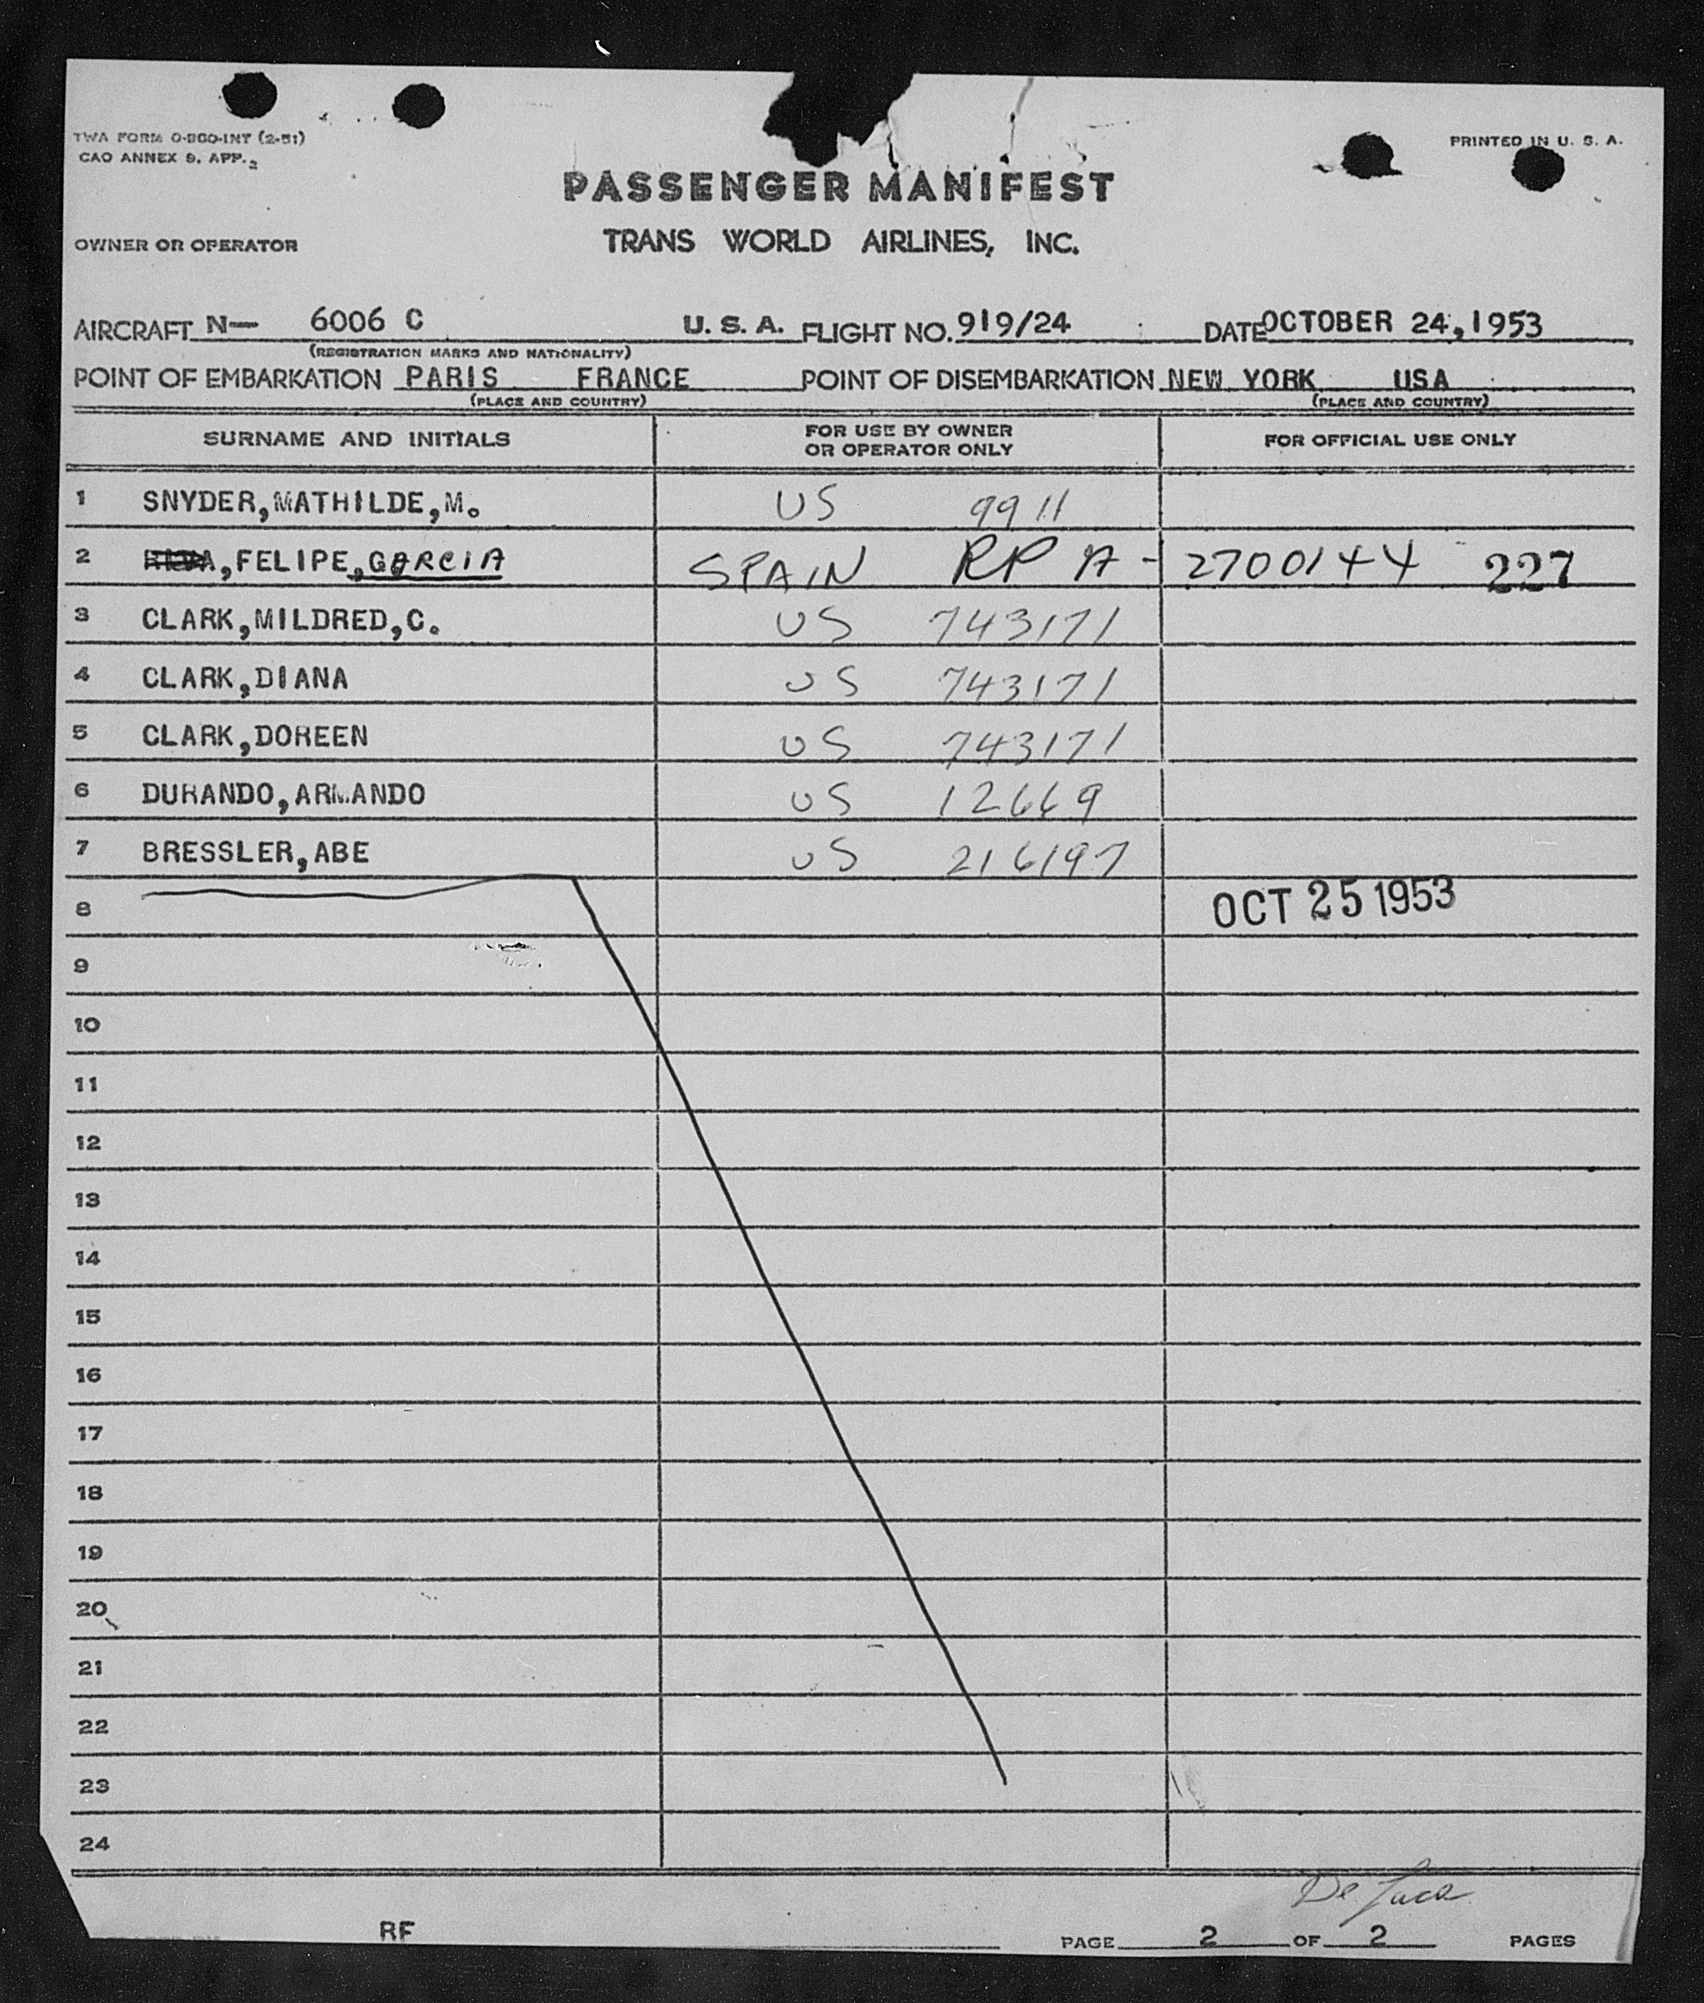 TWA FORM O-860-INT (2-51)
CAO ANNEX 9, APP. 2
PRINTED IN U. S. A.
PASSENGER MANIFEST
OWNER OR OPERATOR TRANS WORLD AIRLINES, INC.
AIRCRAFT N— 6006 C U. S. A. FLIGHT NO. 919/24 DATE OCTOBER 24, 1953
(REGISTRATION MARKS AND NATIONALITY)
POINT OF EMBARKATION PARIS FRANCE POINT OF DISEMBARKATION NEW YORK USA
(PLACE AND COUNTRY) (PLACE AND COUNTRY)
SURNAME AND INITIALS FOR USE BY OWNER OR OPERATOR ONLY FOR OFFICIAL USE ONLY
1 SNYDER, MATHILDE, M. US 9911
2 , FELIPE, GARCIA SPAIN RP A- 2700144 227
3 CLARK, MILDRED, C. US 743171
4 CLARK, DIANA US 743171
5 CLARK, DOREEN US 743171
6 DURANDO, ARMANDO US 12669
7 BRESSLER, ABE US 216197
8 OCT 25 1953
9
10
11
12
13
14
15
16
17
18
19
20
21
22
23
24
De Luca
RF PAGE 2 OF 2 PAGES